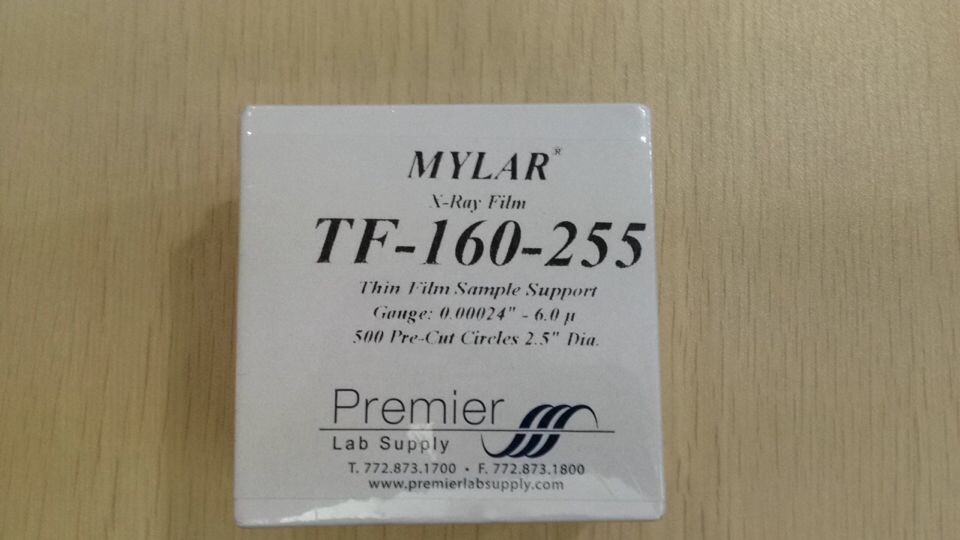 MYLAR®
X-Ray Film
TF-160-255
Thin Film Sample Support
Gauge: 0.00024" - 6.0 µ
500 Pre-Cut Circles 2.5" Dia.
Premier
Lab Supply
T. 772.873.1700 • F. 772.873.1800
www.premierlabsupply.com